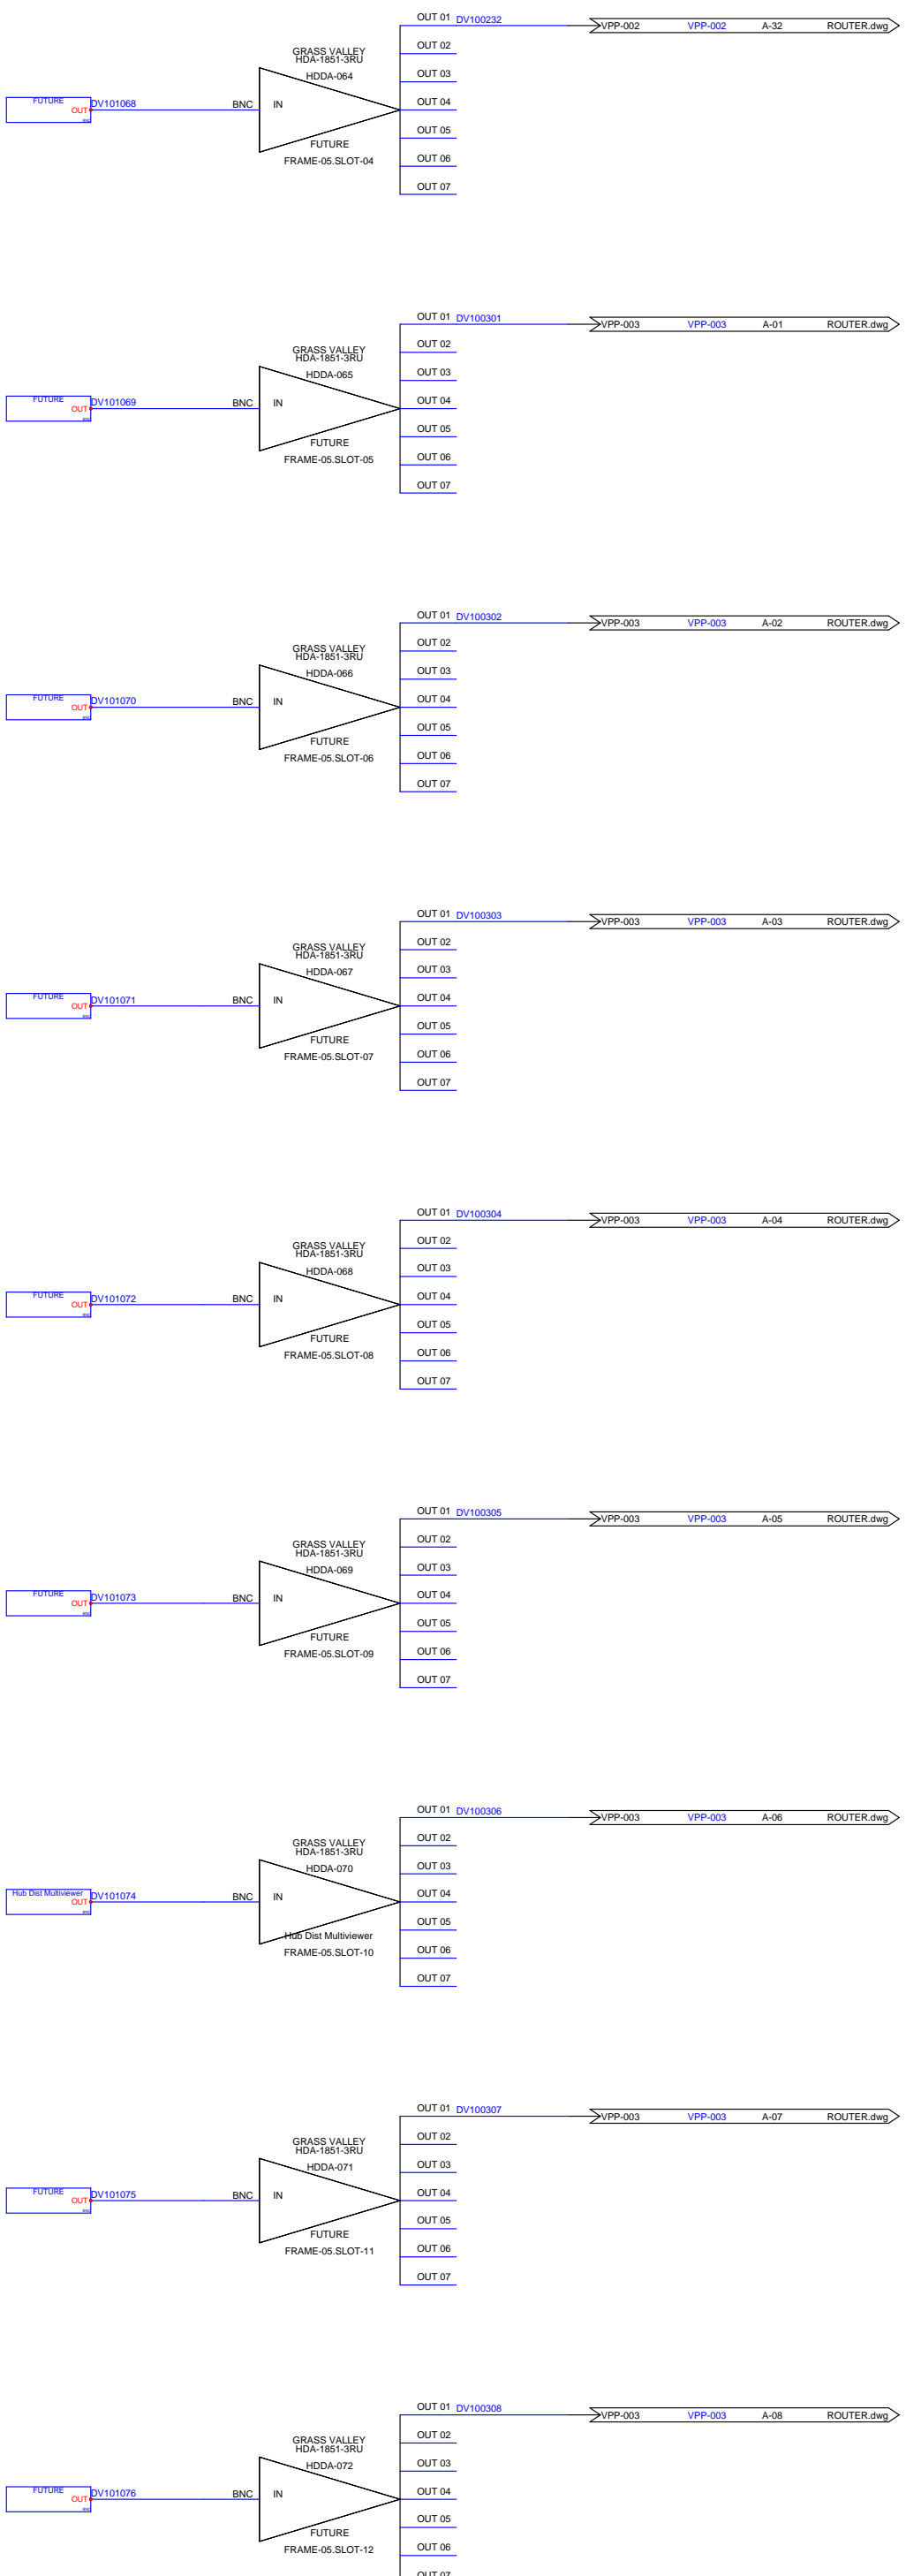 OUT 01 DV100232 VPP-002 VPP-002 A-32 ROUTER.dwg
OUT 02
GRASS VALLEY
HDA-1851-3RU
OUT 03
HDDA-064
FUTURE
OUT DV101068 BNC IN OUT 04
OUT 05
FUTURE
OUT 06
FRAME-05.SLOT-04
OUT 07
OUT 01 DV100301 VPP-003 VPP-003 A-01 ROUTER.dwg
OUT 02
GRASS VALLEY
HDA-1851-3RU
OUT 03
HDDA-065
FUTURE
OUT DV101069 BNC IN OUT 04
OUT 05
FUTURE
OUT 06
FRAME-05.SLOT-05
OUT 07
OUT 01 DV100302 VPP-003 VPP-003 A-02 ROUTER.dwg
OUT 02
GRASS VALLEY
HDA-1851-3RU
OUT 03
HDDA-066
FUTURE
OUT DV101070 BNC IN OUT 04
OUT 05
FUTURE
OUT 06
FRAME-05.SLOT-06
OUT 07
OUT 01 DV100303 VPP-003 VPP-003 A-03 ROUTER.dwg
OUT 02
GRASS VALLEY
HDA-1851-3RU
OUT 03
HDDA-067
FUTURE
OUT DV101071 BNC IN OUT 04
OUT 05
FUTURE
OUT 06
FRAME-05.SLOT-07
OUT 07
OUT 01 DV100304 VPP-003 VPP-003 A-04 ROUTER.dwg
OUT 02
GRASS VALLEY
HDA-1851-3RU
OUT 03
HDDA-068
FUTURE
OUT DV101072 BNC IN OUT 04
OUT 05
FUTURE
OUT 06
FRAME-05.SLOT-08
OUT 07
OUT 01 DV100305 VPP-003 VPP-003 A-05 ROUTER.dwg
OUT 02
GRASS VALLEY
HDA-1851-3RU
OUT 03
HDDA-069
FUTURE
OUT DV101073 BNC IN OUT 04
OUT 05
FUTURE
OUT 06
FRAME-05.SLOT-09
OUT 07
OUT 01 DV100306 VPP-003 VPP-003 A-06 ROUTER.dwg
OUT 02
GRASS VALLEY
HDA-1851-3RU
OUT 03
HDDA-070
Hub Dist Multiviewer
OUT DV101074 BNC IN OUT 04
OUT 05
Hub Dist Multiviewer
OUT 06
FRAME-05.SLOT-10
OUT 07
OUT 01 DV100307 VPP-003 VPP-003 A-07 ROUTER.dwg
OUT 02
GRASS VALLEY
HDA-1851-3RU
OUT 03
HDDA-071
FUTURE
OUT DV101075 BNC IN OUT 04
OUT 05
FUTURE
OUT 06
FRAME-05.SLOT-11
OUT 07
OUT 01 DV100308 VPP-003 VPP-003 A-08 ROUTER.dwg
OUT 02
GRASS VALLEY
HDA-1851-3RU
OUT 03
HDDA-072
FUTURE
OUT DV101076 BNC IN OUT 04
OUT 05
FUTURE
OUT 06
FRAME-05.SLOT-12
OUT 07